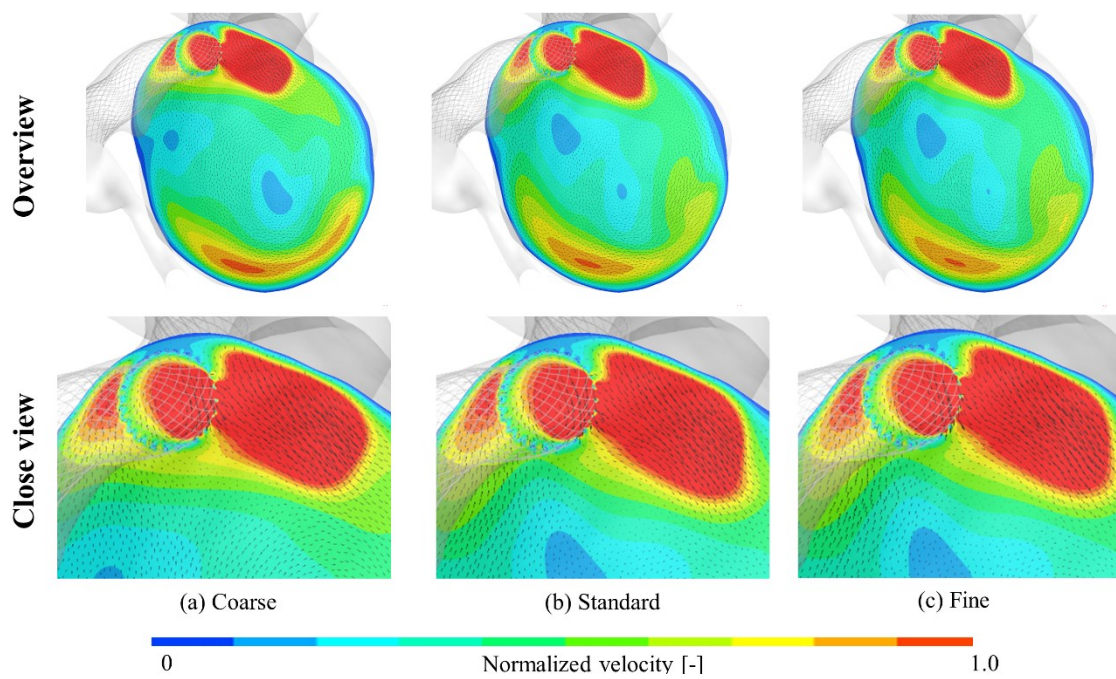 Overview
Close view
(a) Coarse
(b) Standard
(c) Fine
0
Normalized velocity [-]
1.0